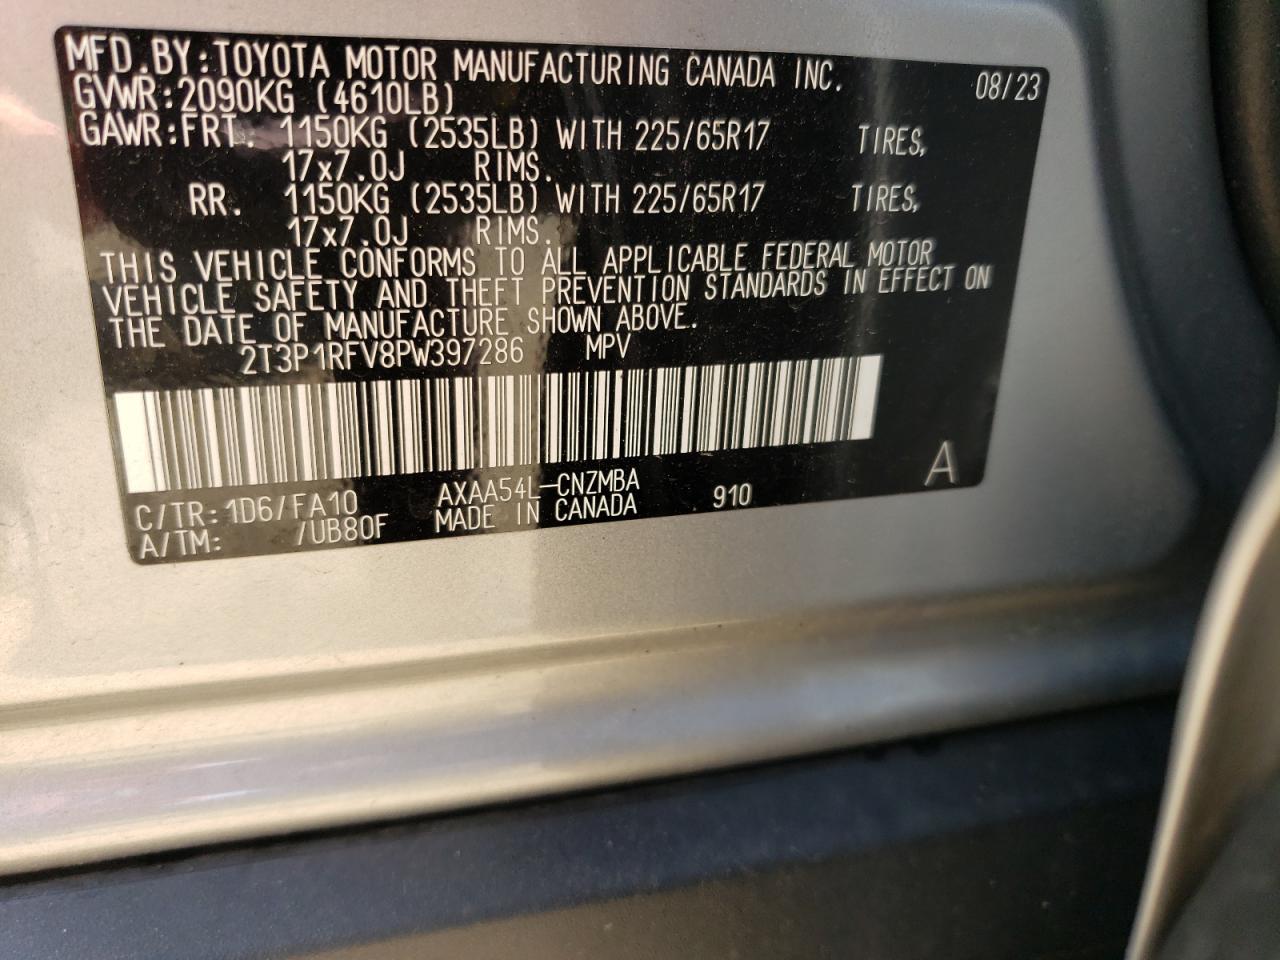 MFD.BY:TOYOTA MOTOR MANUFACTURING CANADA INC. 08/23
GVWR:2090KG (4610LB)
GAWR:FRT. 1150KG (2535LB) WITH 225/65R17 TIRES,
17x7.0J RIMS.
RR. 1150KG (2535LB) WITH 225/65R17 TIRES,
17x7.0J RIMS.
THIS VEHICLE CONFORMS TO ALL APPLICABLE FEDERAL MOTOR
VEHICLE SAFETY AND THEFT PREVENTION STANDARDS IN EFFECT ON
THE DATE OF MANUFACTURE SHOWN ABOVE.
2T3P1RFV8PW397286 MPV
C/TR:1D6/FA10 AXAA54L-CNZMBA 910 A
A/TM: /UB80F MADE IN CANADA